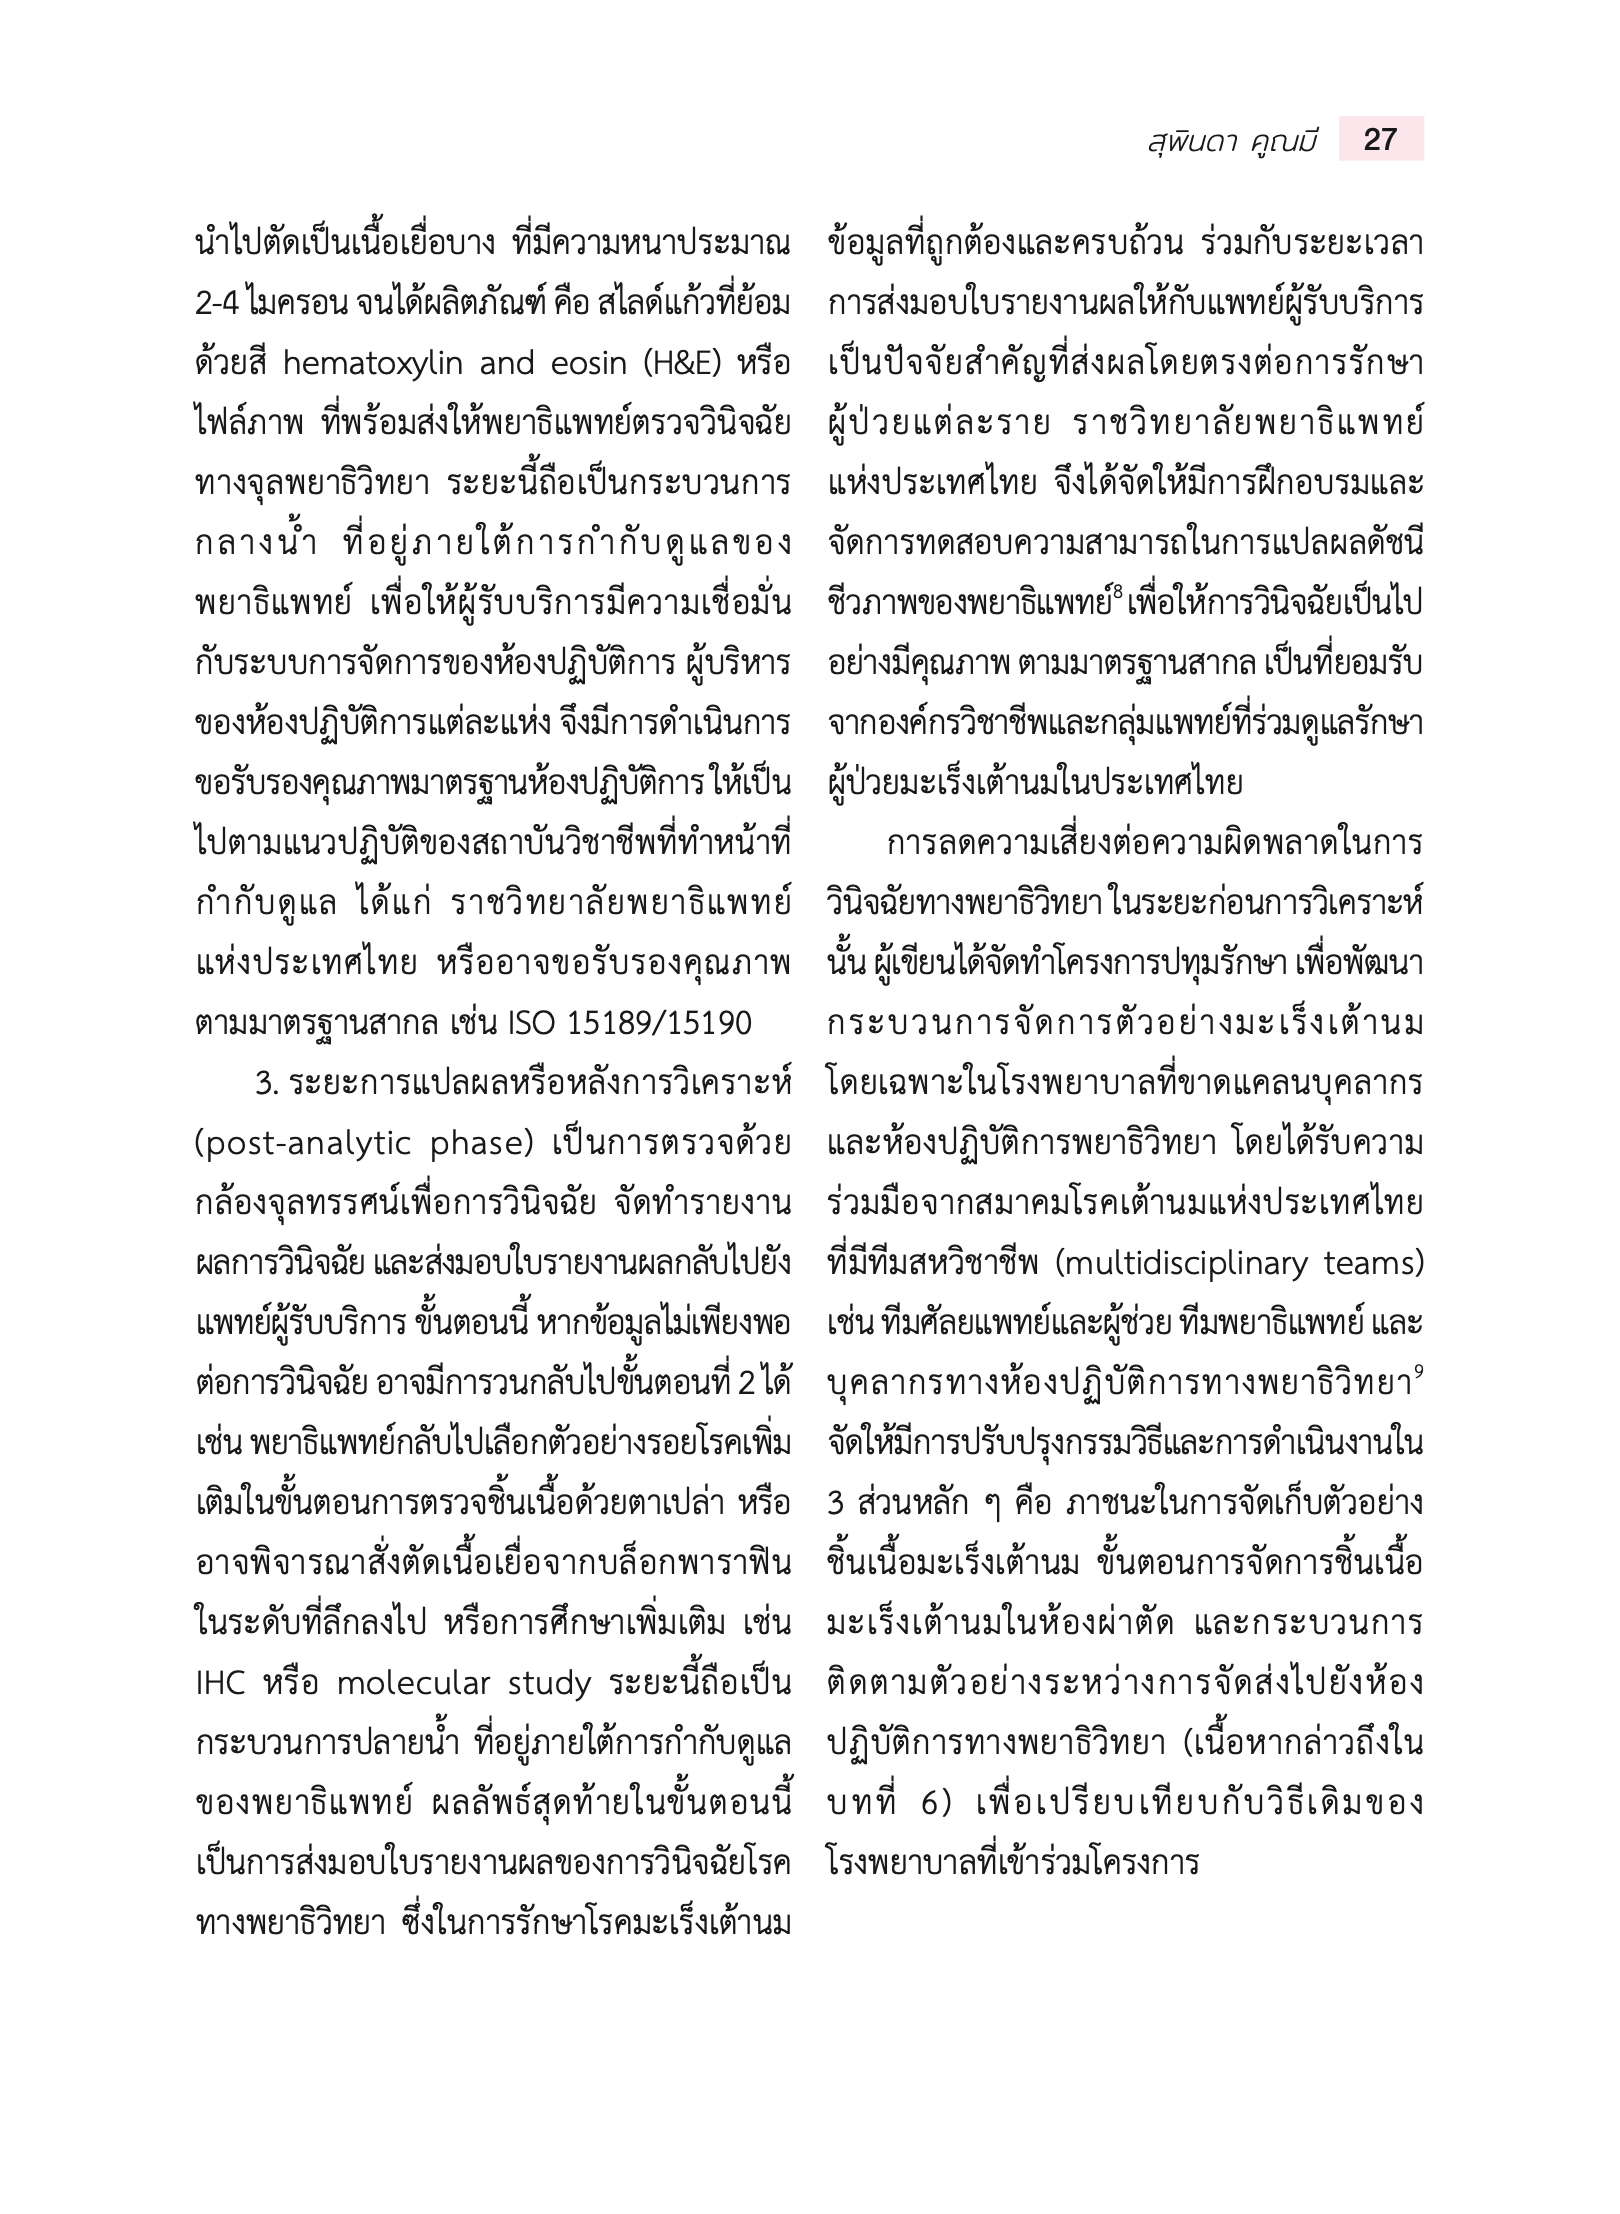 สุพินดา คูณมี 27
นำไปตัดเป็นเนื้อเยื่อบาง ที่มีความหนาประมาณ
2-4 ไมครอน จนได้ผลิตภัณฑ์ คือ สไลด์แก้วที่ย้อม
ด้วยสี hematoxylin and eosin (H&E) หรือ
ไฟล์ภาพ ที่พร้อมส่งให้พยาธิแพทย์ตรวจวินิจฉัย
ทางจุลพยาธิวิทยา ระยะนี้ถือเป็นกระบวนการ
กลางน้ำ ที่อยู่ภายใต้การกำกับดูแลของ
พยาธิแพทย์ เพื่อให้ผู้รับบริการมีความเชื่อมั่น
กับระบบการจัดการของห้องปฏิบัติการ ผู้บริหาร
ของห้องปฏิบัติการแต่ละแห่ง จึงมีการดำเนินการ
ขอรับรองคุณภาพมาตรฐานห้องปฏิบัติการ ให้เป็น
ไปตามแนวปฏิบัติของสถาบันวิชาชีพที่ทำหน้าที่
กำกับดูแล ได้แก่ ราชวิทยาลัยพยาธิแพทย์
แห่งประเทศไทย หรืออาจขอรับรองคุณภาพ
ตามมาตรฐานสากล เช่น ISO 15189/15190
3. ระยะการแปลผลหรือหลังการวิเคราะห์
(post-analytic phase) เป็นการตรวจด้วย
กล้องจุลทรรศน์เพื่อการวินิจฉัย จัดทำรายงาน
ผลการวินิจฉัย และส่งมอบใบรายงานผลกลับไปยัง
แพทย์ผู้รับบริการ ขั้นตอนนี้ หากข้อมูลไม่เพียงพอ
ต่อการวินิจฉัย อาจมีการวนกลับไปขั้นตอนที่ 2 ได้
เช่น พยาธิแพทย์กลับไปเลือกตัวอย่างรอยโรคเพิ่ม
เติมในขั้นตอนการตรวจชิ้นเนื้อด้วยตาเปล่า หรือ
อาจพิจารณาสั่งตัดเนื้อเยื่อจากบล็อกพาราฟิน
ในระดับที่ลึกลงไป หรือการศึกษาเพิ่มเติม เช่น
IHC หรือ molecular study ระยะนี้ถือเป็น
กระบวนการปลายน้ำ ที่อยู่ภายใต้การกำกับดูแล
ของพยาธิแพทย์ ผลลัพธ์สุดท้ายในขั้นตอนนี้
เป็นการส่งมอบใบรายงานผลของการวินิจฉัยโรค
ทางพยาธิวิทยา ซึ่งในการรักษาโรคมะเร็งเต้านม
ข้อมูลที่ถูกต้องและครบถ้วน ร่วมกับระยะเวลา
การส่งมอบใบรายงานผลให้กับแพทย์ผู้รับบริการ
เป็นปัจจัยสำคัญที่ส่งผลโดยตรงต่อการรักษา
ผู้ป่วยแต่ละราย ราชวิทยาลัยพยาธิแพทย์
แห่งประเทศไทย จึงได้จัดให้มีการฝึกอบรมและ
จัดการทดสอบความสามารถในการแปลผลดัชนี
ชีวภาพของพยาธิแพทย์⁸ เพื่อให้การวินิจฉัยเป็นไป
อย่างมีคุณภาพ ตามมาตรฐานสากล เป็นที่ยอมรับ
จากองค์กรวิชาชีพและกลุ่มแพทย์ที่ร่วมดูแลรักษา
ผู้ป่วยมะเร็งเต้านมในประเทศไทย
การลดความเสี่ยงต่อความผิดพลาดในการ
วินิจฉัยทางพยาธิวิทยา ในระยะก่อนการวิเคราะห์
นั้น ผู้เขียนได้จัดทำโครงการปทุมรักษา เพื่อพัฒนา
กระบวนการจัดการตัวอย่างมะเร็งเต้านม
โดยเฉพาะในโรงพยาบาลที่ขาดแคลนบุคลากร
และห้องปฏิบัติการพยาธิวิทยา โดยได้รับความ
ร่วมมือจากสมาคมโรคเต้านมแห่งประเทศไทย
ที่มีทีมสหวิชาชีพ (multidisciplinary teams)
เช่น ทีมศัลยแพทย์และผู้ช่วย ทีมพยาธิแพทย์ และ
บุคลากรทางห้องปฏิบัติการทางพยาธิวิทยา⁹
จัดให้มีการปรับปรุงกรรมวิธีและการดำเนินงานใน
3 ส่วนหลัก ๆ คือ ภาชนะในการจัดเก็บตัวอย่าง
ชิ้นเนื้อมะเร็งเต้านม ขั้นตอนการจัดการชิ้นเนื้อ
มะเร็งเต้านมในห้องผ่าตัด และกระบวนการ
ติดตามตัวอย่างระหว่างการจัดส่งไปยังห้อง
ปฏิบัติการทางพยาธิวิทยา (เนื้อหากล่าวถึงใน
บทที่ 6) เพื่อเปรียบเทียบกับวิธีเดิมของ
โรงพยาบาลที่เข้าร่วมโครงการ